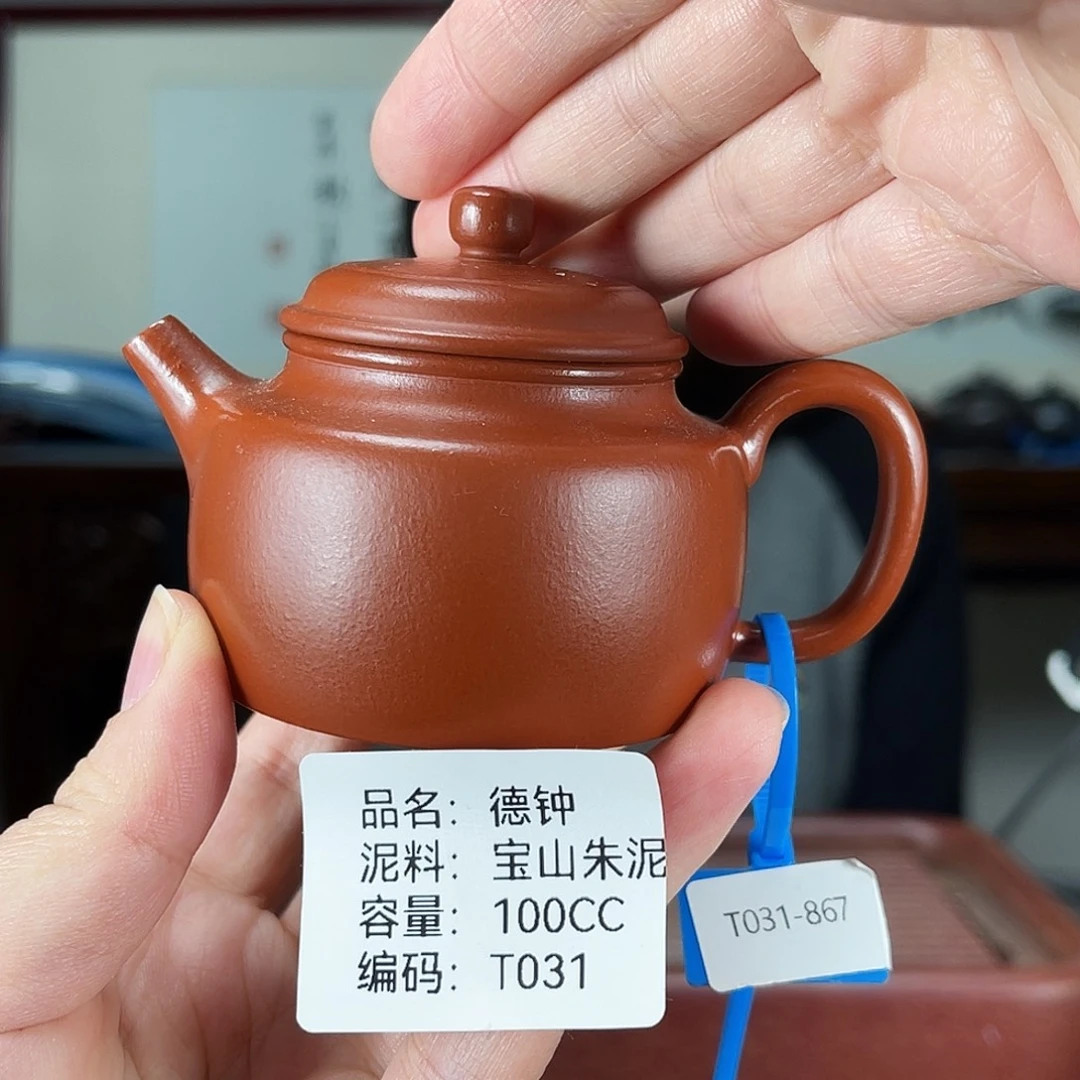 品名：德钟
泥料：宝山朱泥
容量：100CC
编码：T031
T031-867